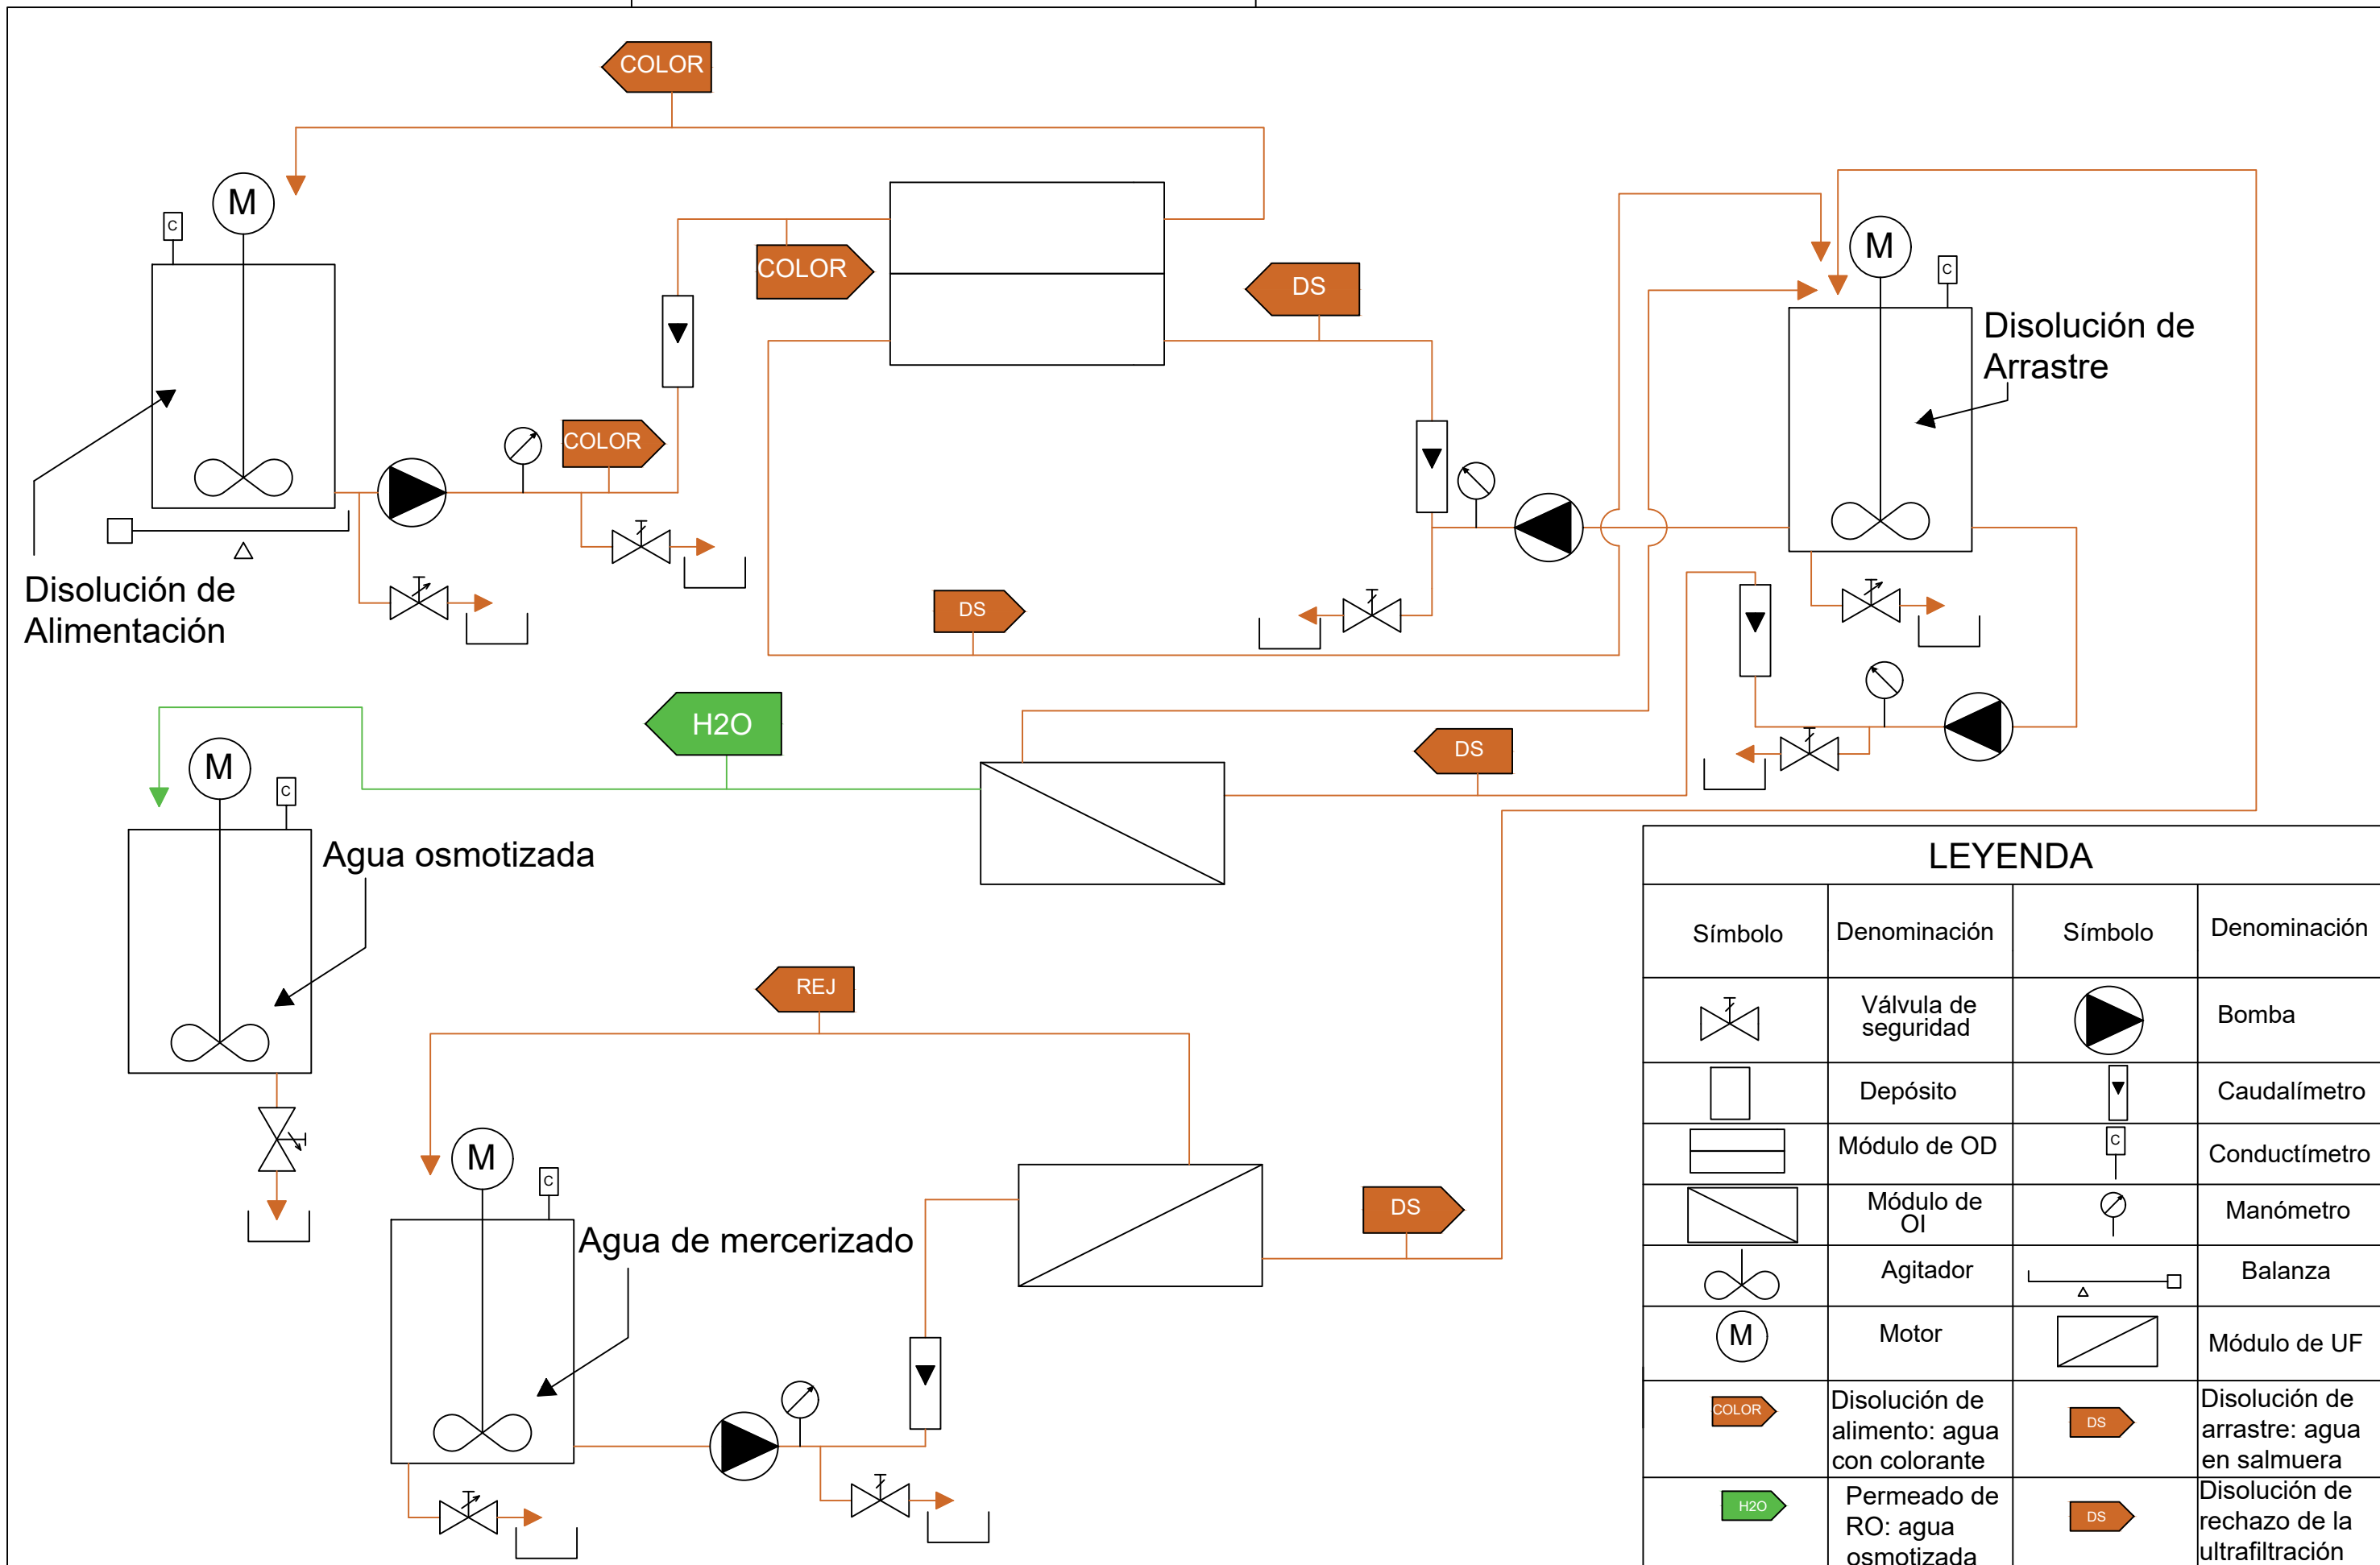 COLOR
M
C
COLOR
DS
M
C
Disolución de
Arrastre
COLOR
Disolución de
Alimentación
DS
H2O
DS
M
C
Agua osmotizada
REJ
M
C
DS
Agua de mercerizado
LEYENDA
Símbolo Denominación Símbolo Denominación
Válvula de
seguridad
Bomba
Depósito
Caudalímetro
Módulo de OD
C
Conductímetro
Módulo de
OI
Manómetro
Agitador
Balanza
M
Motor
Módulo de UF
COLOR
Disolución de
alimento: agua
con colorante
DS
Disolución de
arrastre: agua
en salmuera
H2O
Permeado de
RO: agua
osmotizada
DS
Disolución de
rechazo de la
ultrafiltración